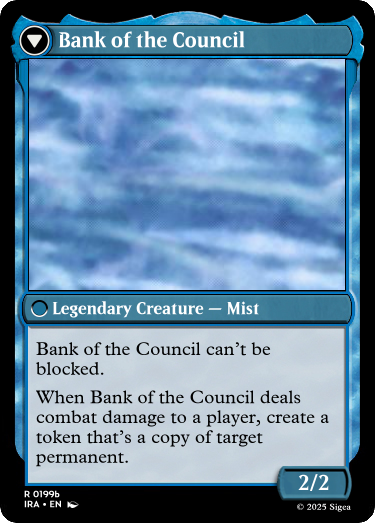 Bank of the Council
Legendary Creature — Mist
Bank of the Council can't be
blocked.
When Bank of the Council deals
combat damage to a player, create a
token that's a copy of target
permanent.
2/2
R 0199b
IRA • EN
© 2025 Sigea